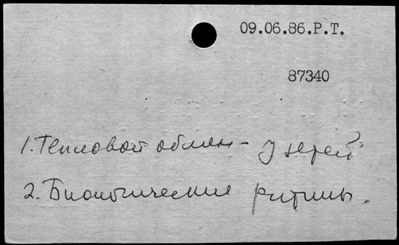 09.06.86.Р.Т.
87340
1. Тепловой обмен - у нерей
2. Биологические ритмы.